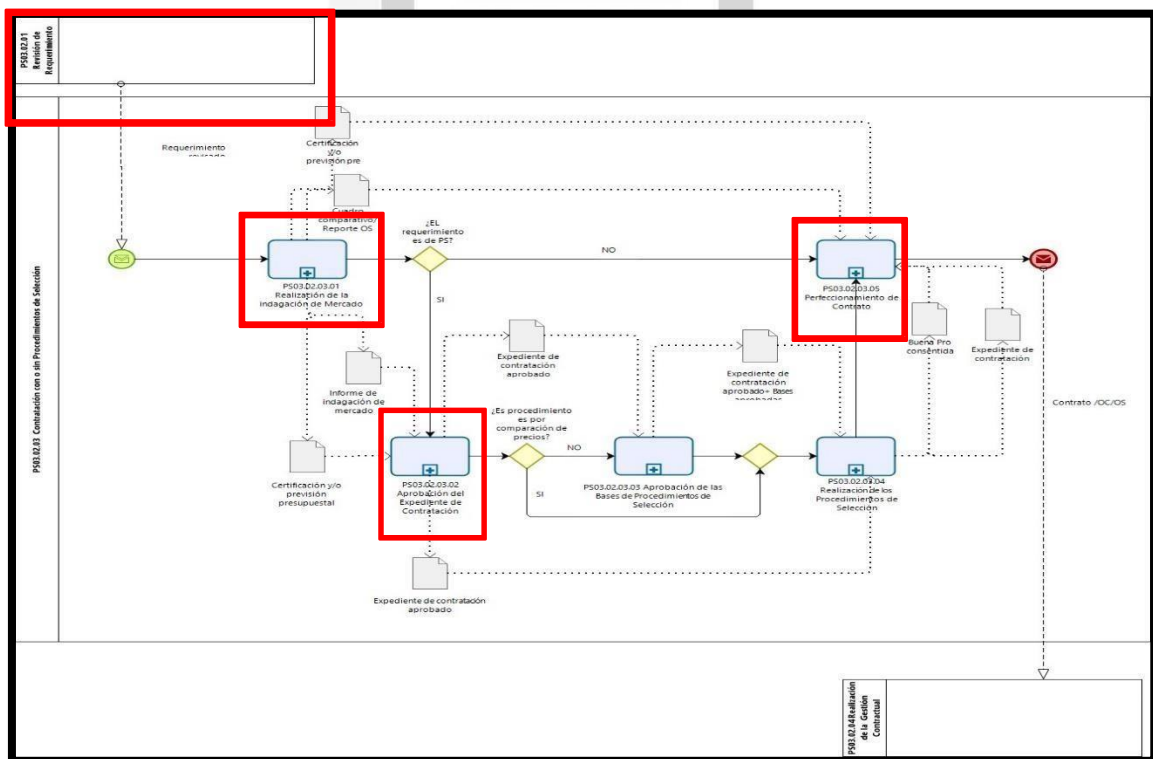 PS03.02.01
Revisión de
Requerimiento
PS03.02.03 Contratación con o sin Procedimientos de Selección
Requerimiento
revisado
Certificación
y/o
previsión pre
Cuadro
comparativo/
Reporte OS
PS03.02.03.01
Realización de la
indagación de Mercado
¿EL
requerimiento
es de PS?
NO
SI
PS03.02.03.05
Perfeccionamiento de
Contrato
Buena Pro
consentida
Expediente de
contratación
Contrato /OC/OS
Expediente de
contratación
aprobado
Expediente de
contratación
aprobado+ Bases
aprobadas
Informe de
indagación de
mercado
Certificación y/o
previsión
presupuestal
PS03.02.03.02
Aprobación del
Expediente de
Contratación
¿Es procedimiento
es por
comparación de
precios?
NO
SI
PS03.02.03.03 Aprobación de las
Bases de Procedimientos de
Selección
PS03.02.03.04
Realización de los
Procedimientos de
Selección
Expediente de contratación
aprobado
PS03.02.04 Realización
de la Gestión
Contractual